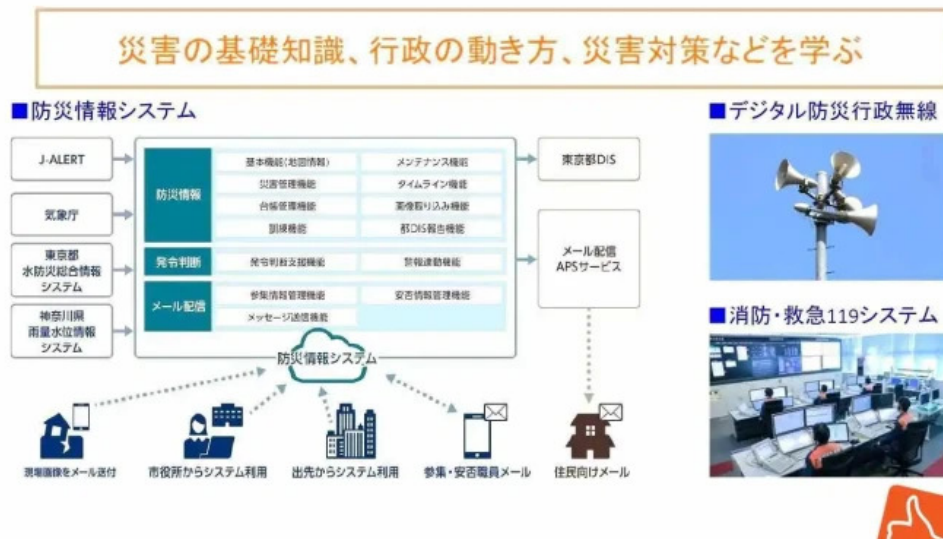 災害の基礎知識、行政の動き方、災害対策などを学ぶ
■防災情報システム
J-ALERT
気象庁
東京都
水防災総合情報
システム
神奈川県
雨量水位情報
システム
防災情報
基本機能(地図情報)
メンテナンス機能
災害管理機能
タイムライン機能
台帳管理機能
画像取り込み機能
訓練機能
都DIS報告機能
発令判断
発令判断支援機能
警報連動機能
メール配信
参集情報管理機能
安否情報管理機能
メッセージ送信機能
防災情報システム
東京都DIS
メール配信
APSサービス
現場画像をメール送付
市役所からシステム利用
出先からシステム利用
参集・安否職員メール
住民向けメール
■デジタル防災行政無線
■消防・救急119システム